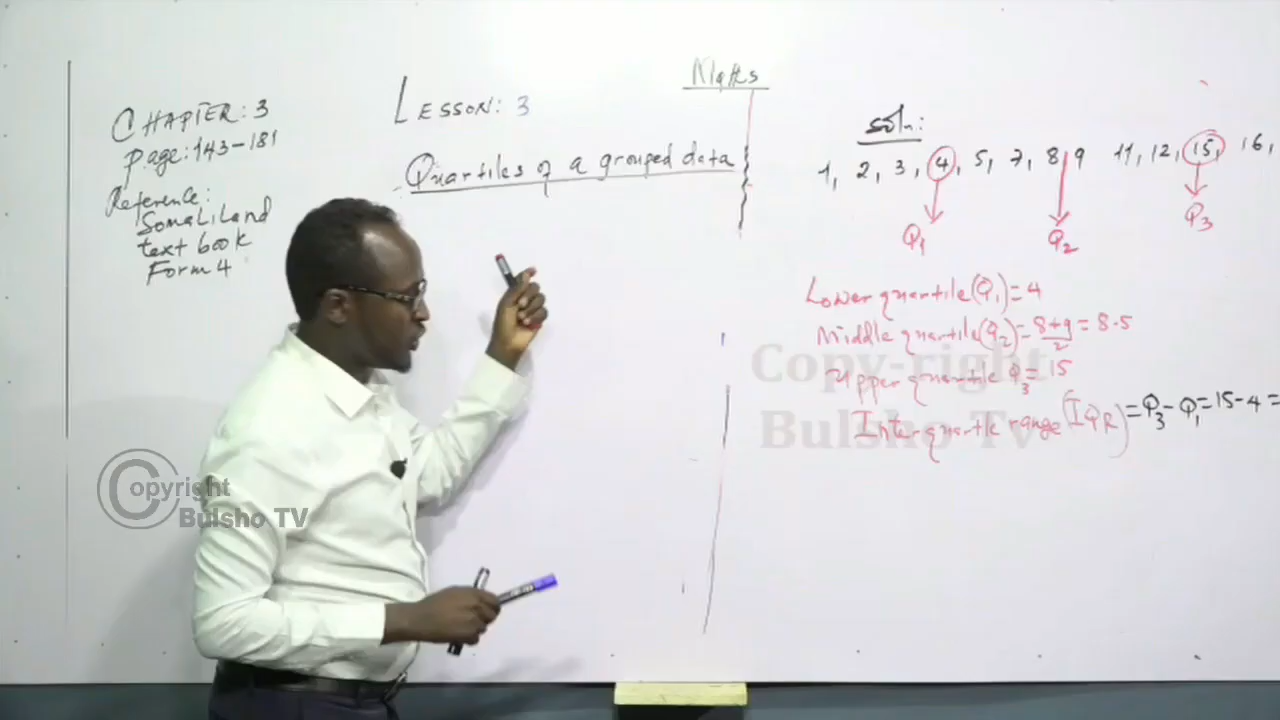 Maths
CHAPTER: 3
Page: 143-181
Reference:
Somaliland
text book
Form 4
LESSON: 3
Quartiles of a grouped data
soln:
1, 2, 3, 4, 5, 7, 8 9 11, 12, 15, 16,
Q1 Q2 Q3
Lower quartile (Q1) = 4
Middle quartile (Q2) = 8+9/2 = 8.5
Upper quartile Q3 = 15
Inter quartle range (IQR) = Q3 - Q1 = 15 - 4 =
Copy-right
Bulsho Tv
Copyright
Bulsho TV